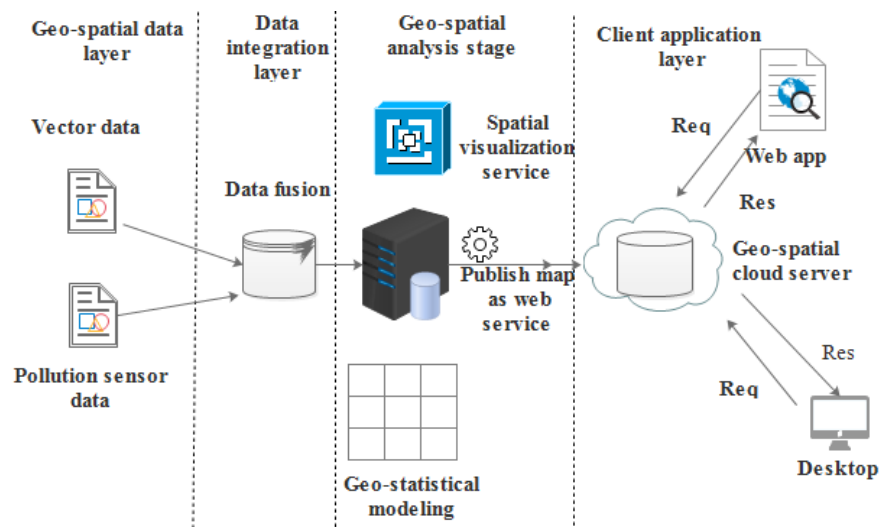 Geo-spatial data
layer
Data
integration
layer
Geo-spatial
analysis stage
Client application
layer
Vector data
Pollution sensor
data
Data fusion
Spatial
visualization
service
Publish map
as web
service
Geo-statistical
modeling
Req
Web app
Res
Geo-spatial
cloud server
Res
Req
Desktop